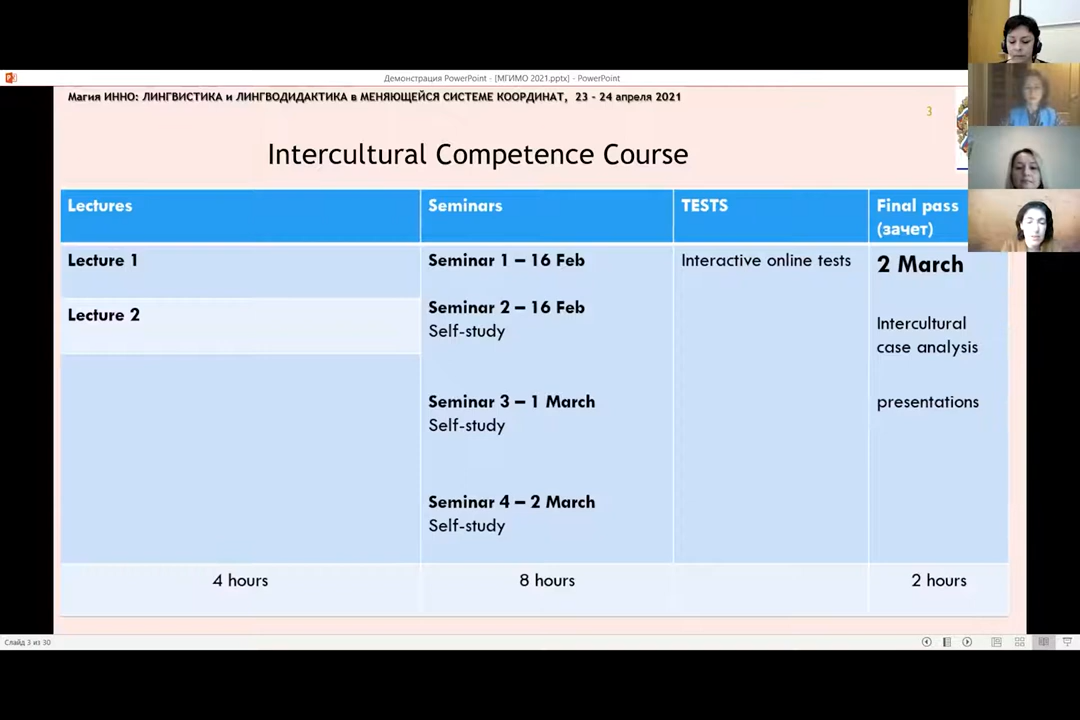 Демонстрация PowerPoint - [МГИМО 2021.pptx] - PowerPoint
Магия ИННО: ЛИНГВИСТИКА и ЛИНГВОДИДАКТИКА в МЕНЯЮЩЕЙСЯ СИСТЕМЕ КООРДИНАТ, 23 - 24 апреля 2021
3
Intercultural Competence Course
Lectures
Seminars
TESTS
Final pass
(зачет)
Lecture 1
Lecture 2
Seminar 1 – 16 Feb
Seminar 2 – 16 Feb
Self-study
Seminar 3 – 1 March
Self-study
Seminar 4 – 2 March
Self-study
Interactive online tests
2 March
Intercultural
case analysis
presentations
4 hours
8 hours
2 hours
Слайд 3 из 30